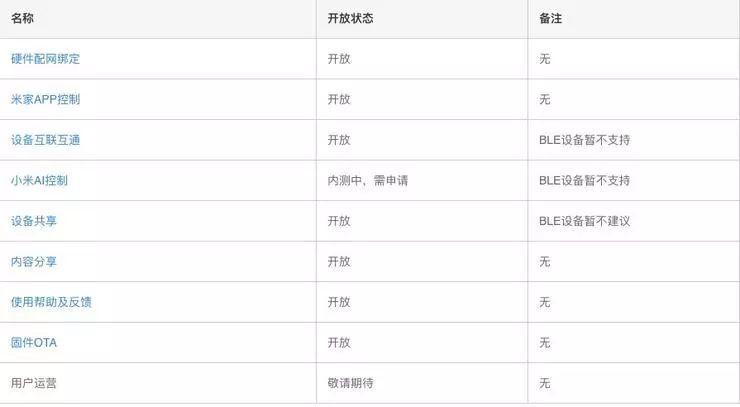 名称 开放状态 备注
硬件配网绑定 开放 无
米家APP控制 开放 无
设备互联互通 开放 BLE设备暂不支持
小米AI控制 内测中，需申请 BLE设备暂不支持
设备共享 开放 BLE设备暂不建议
内容分享 开放 无
使用帮助及反馈 开放 无
固件OTA 开放 无
用户运营 敬请期待 无